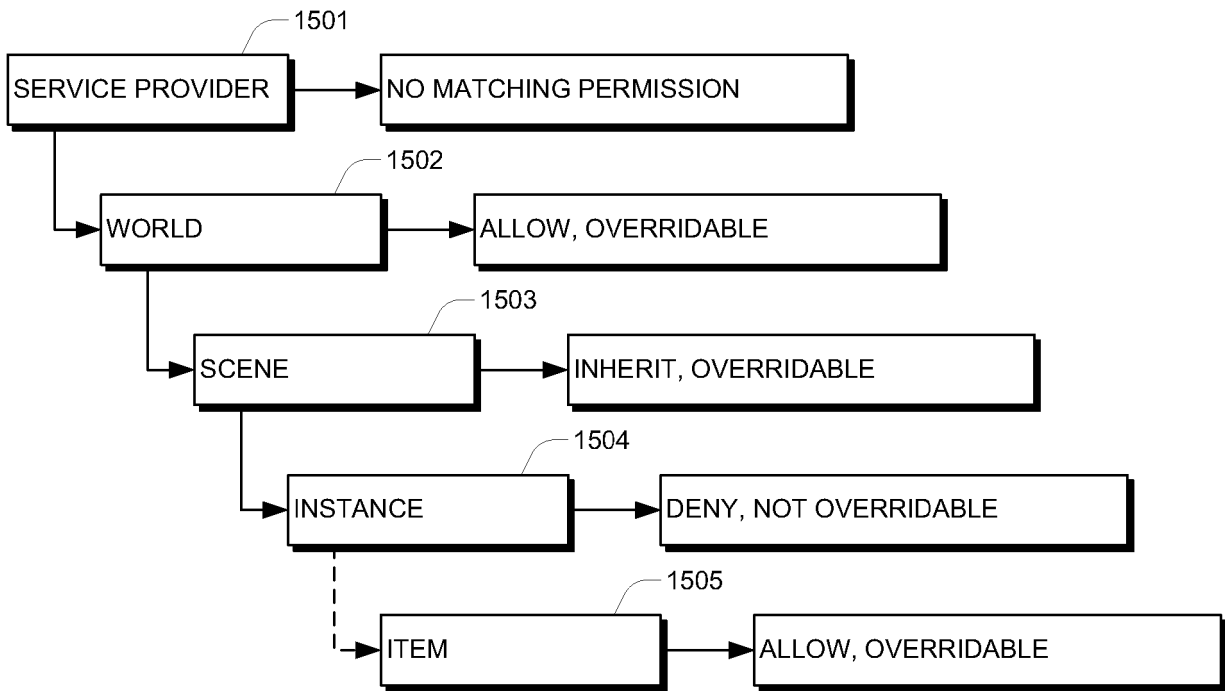 1501
SERVICE PROVIDER
NO MATCHING PERMISSION
1502
WORLD
ALLOW, OVERRIDABLE
1503
SCENE
INHERIT, OVERRIDABLE
1504
INSTANCE
DENY, NOT OVERRIDABLE
1505
ITEM
ALLOW, OVERRIDABLE